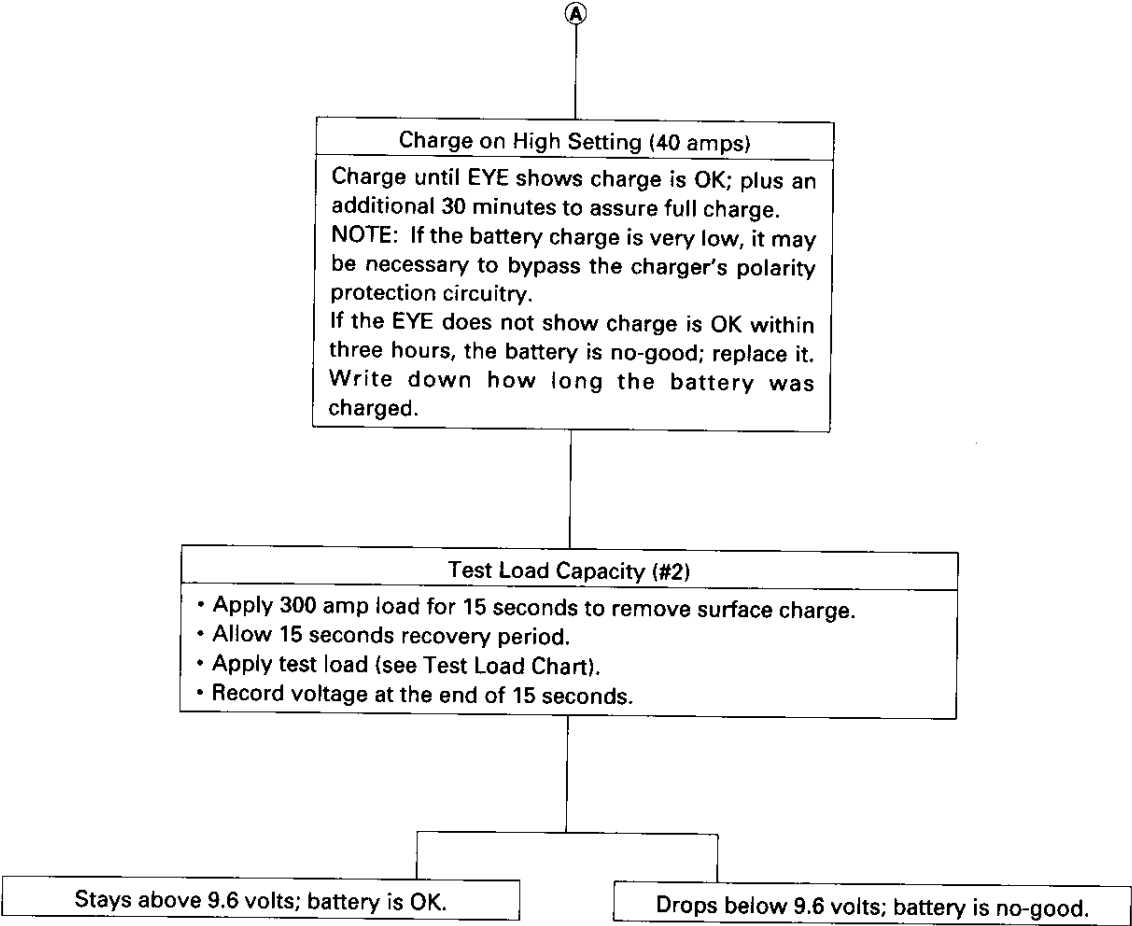 A
Charge on High Setting (40 amps)
Charge until EYE shows charge is OK; plus an
additional 30 minutes to assure full charge.
NOTE: If the battery charge is very low, it may
be necessary to bypass the charger's polarity
protection circuitry.
If the EYE does not show charge is OK within
three hours, the battery is no-good; replace it.
Write down how long the battery was
charged.
Test Load Capacity (#2)
• Apply 300 amp load for 15 seconds to remove surface charge.
• Allow 15 seconds recovery period.
• Apply test load (see Test Load Chart).
• Record voltage at the end of 15 seconds.
Stays above 9.6 volts; battery is OK.
Drops below 9.6 volts; battery is no-good.